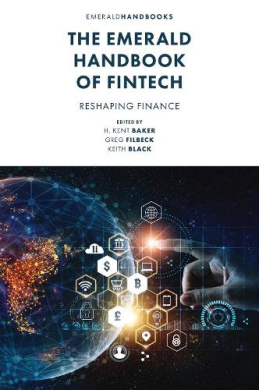 EMERALDHANDBOOKS
THE EMERALD
HANDBOOK
OF FINTECH
RESHAPING FINANCE
EDITED BY
H. KENT BAKER
GREG FILBECK
KEITH BLACK
$
₿
£